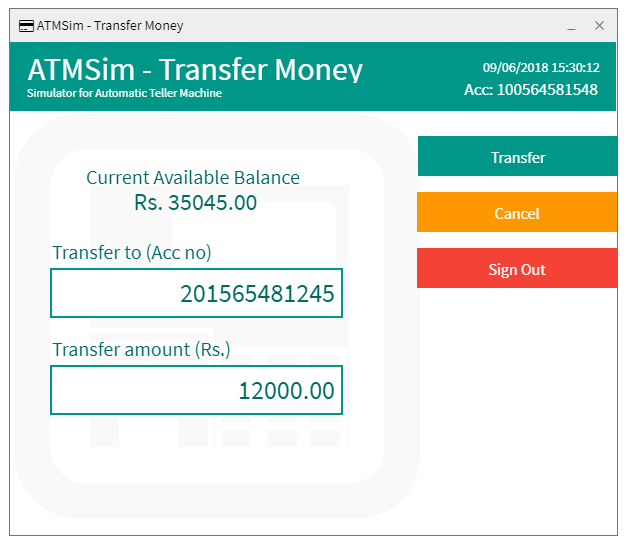 ATMSim - Transfer Money
ATMSim - Transfer Money
Simulator for Automatic Teller Machine
09/06/2018 15:30:12
Acc: 100564581548
Current Available Balance
Rs. 35045.00
Transfer to (Acc no)
201565481245
Transfer amount (Rs.)
12000.00
Transfer
Cancel
Sign Out